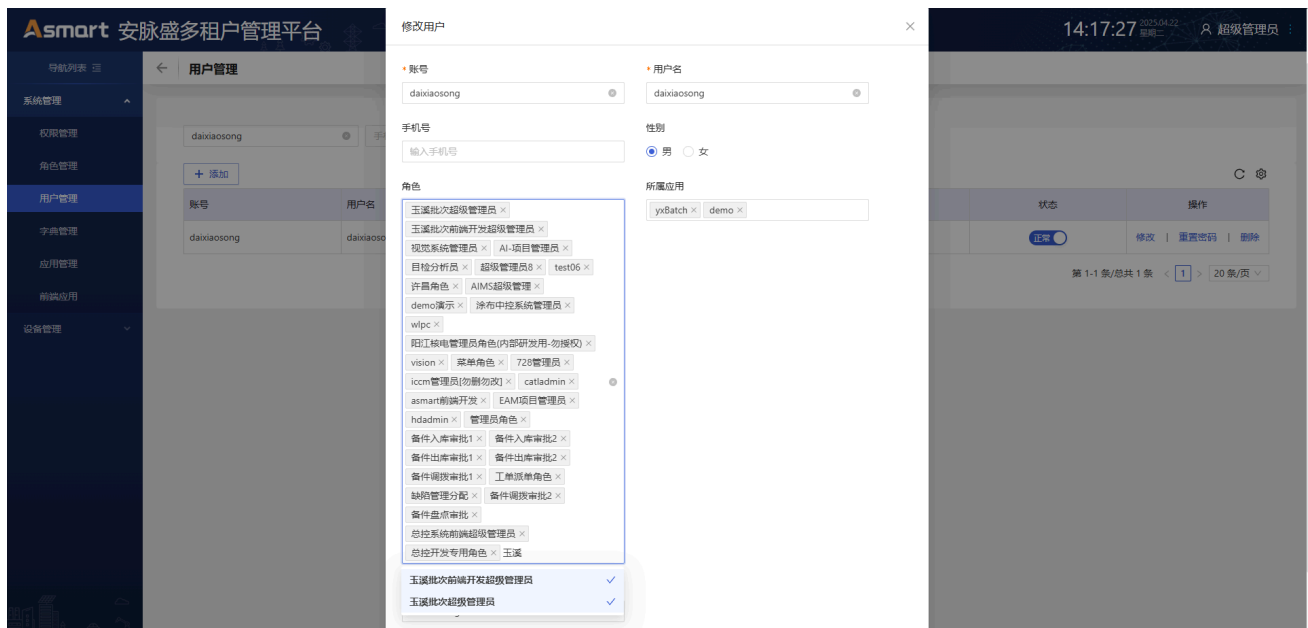 Asmart 安脉盛多租户管理平台
14:17:27 2025.04.22 星期二 超级管理员
导航列表
系统管理
权限管理
角色管理
用户管理
字典管理
应用管理
前端应用
设备管理
用户管理
daixiaosong
+ 添加
账号 用户名
daixiaosong daixiaoso
修改用户
* 账号 * 用户名
daixiaosong daixiaosong
手机号 性别
输入手机号 男 女
角色 所属应用
yxBatch × demo ×
玉溪批次超级管理员 ×
玉溪批次前端开发超级管理员 ×
视觉系统管理员 × AI-项目管理员 ×
目检分析员 × 超级管理员8 × test06 ×
许昌角色 × AIMS超级管理 ×
demo演示 × 涂布中控系统管理员 ×
wlpc ×
阳江核电管理员角色(内部研发用-勿授权) ×
vision × 菜单角色 × 728管理员 ×
iccm管理员[勿删勿改] × catladmin ×
asmart前端开发 × EAM项目管理员 ×
hdadmin × 管理员角色 ×
备件入库审批1 × 备件入库审批2 ×
备件出库审批1 × 备件出库审批2 ×
备件调拨审批1 × 工单派单角色 ×
缺陷管理分配 × 备件调拨审批2 ×
备件盘点审批 ×
总控系统前端超级管理员 ×
总控开发专用角色 × 玉溪
玉溪批次前端开发超级管理员
玉溪批次超级管理员
状态 操作
正常 修改 | 重置密码 | 删除
第 1-1 条/总共 1 条 < 1 > 20 条/页